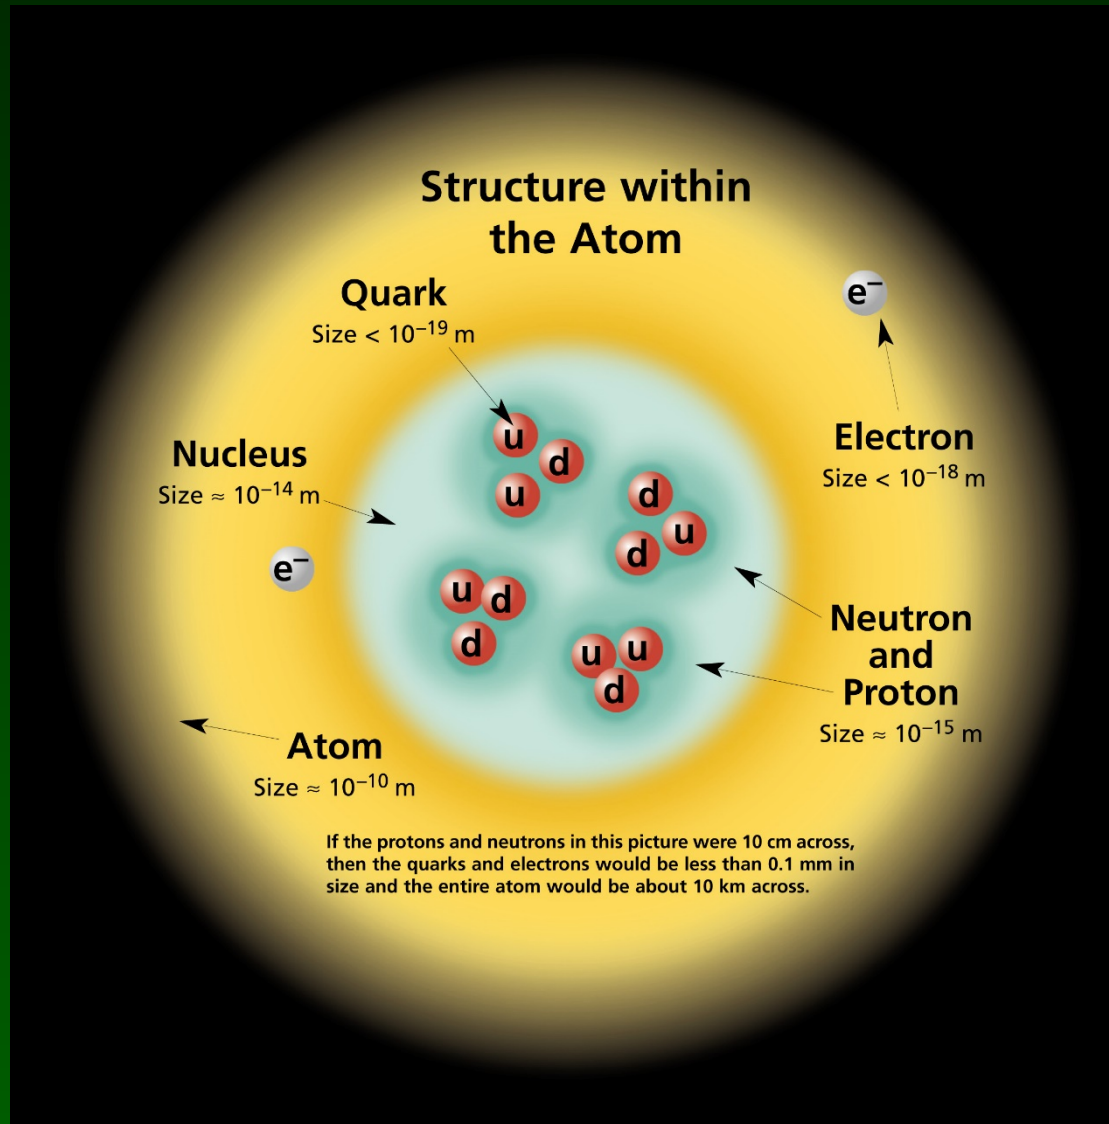 Structure within
the Atom
Quark
Size < 10⁻¹⁹ m
e⁻
Nucleus
Size ≈ 10⁻¹⁴ m
Electron
Size < 10⁻¹⁸ m
u
d
u
d
u
d
e⁻
u d
d
u u
d
Neutron
and
Proton
Size ≈ 10⁻¹⁵ m
Atom
Size ≈ 10⁻¹⁰ m
If the protons and neutrons in this picture were 10 cm across,
then the quarks and electrons would be less than 0.1 mm in
size and the entire atom would be about 10 km across.